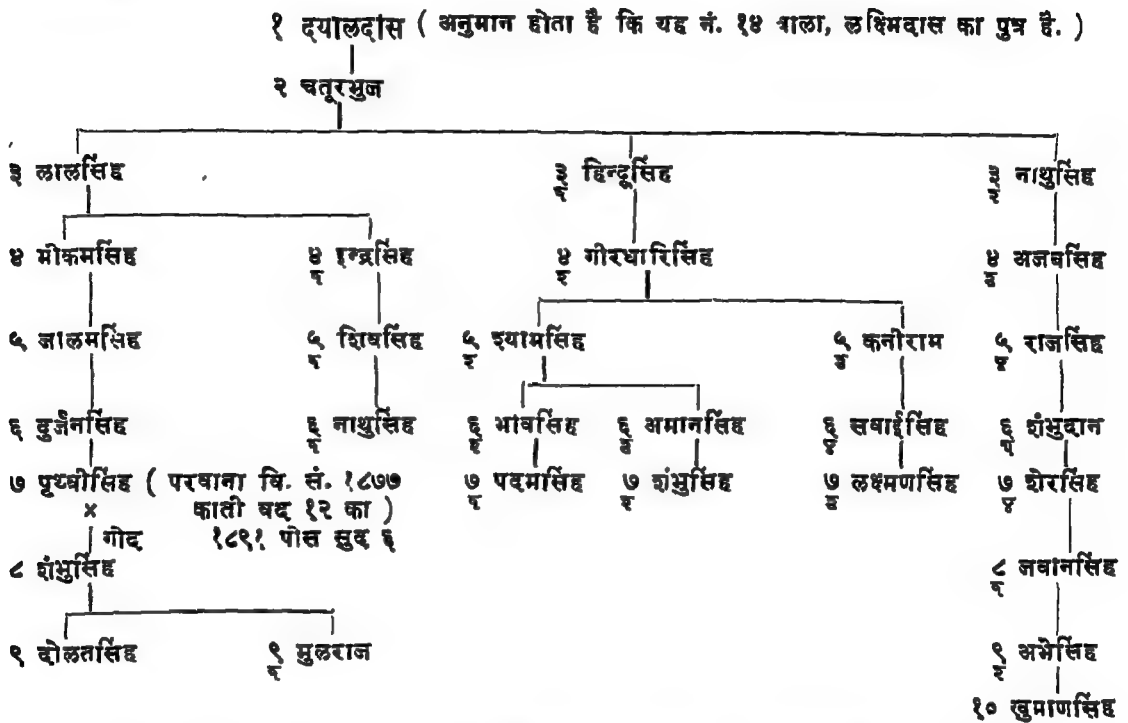 १ दयालदास ( अनुमान होता है कि यह नं. १४ वाला, लक्ष्मिदास का पुत्र है. )
२ चतूरभुज
३ लालसिंह ३ हिन्दूसिंह ३ नाथुसिंह
४ मोकमसिंह ४ इन्द्रसिंह ४ गीरधारिसिंह ४ अजबसिंह
५ जालमसिंह ५ शिवसिंह ५ श्यामसिंह ५ कनीराम ५ राजसिंह
६ दुर्जनसिंह ६ नाथुसिंह ६ भांवसिंह ६ अमानसिंह ६ सवाईसिंह ६ शंभुदान
७ पृथ्वीसिंह ( परवाना वि. सं. १८७७ ७ पदमसिंह ७ शंभुसिंह ७ लक्ष्मणसिंह ७ शेरसिंह
× काती वद १२ का )
गोद १८९१ पोस सुद ६
८ शंभुसिंह ८ जवानसिंह
९ दोलतसिंह ९ मुलराज ९ अभेसिंह
१० खुमाणसिंह